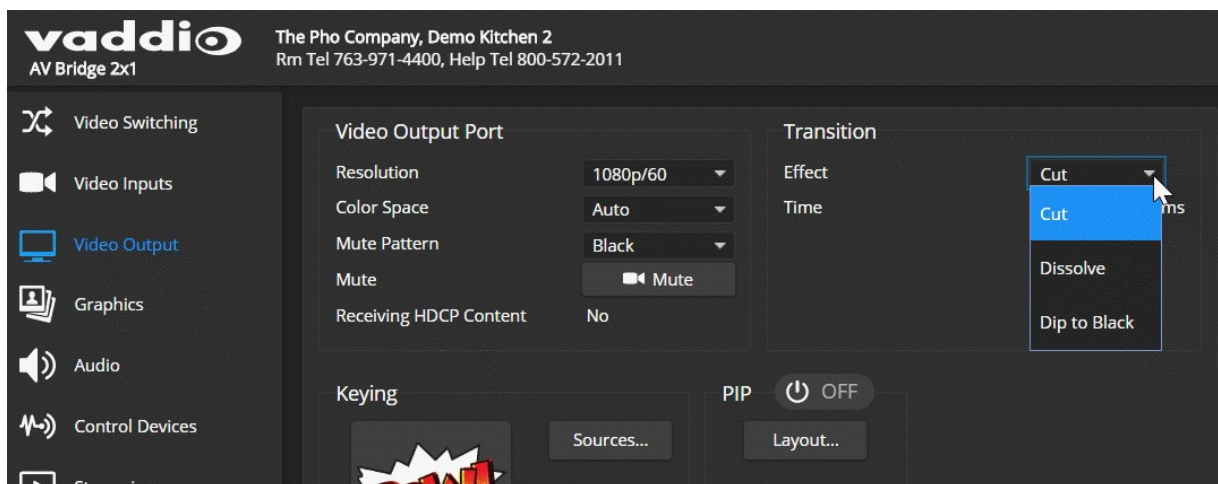 vaddio
AV Bridge 2x1
The Pho Company, Demo Kitchen 2
Rm Tel 763-971-4400, Help Tel 800-572-2011
Video Switching
Video Inputs
Video Output
Graphics
Audio
Control Devices
Video Output Port
Resolution 1080p/60
Color Space Auto
Mute Pattern Black
Mute Mute
Receiving HDCP Content No
Transition
Effect Cut
Time ms
Cut
Dissolve
Dip to Black
Keying
Sources...
PIP OFF
Layout...